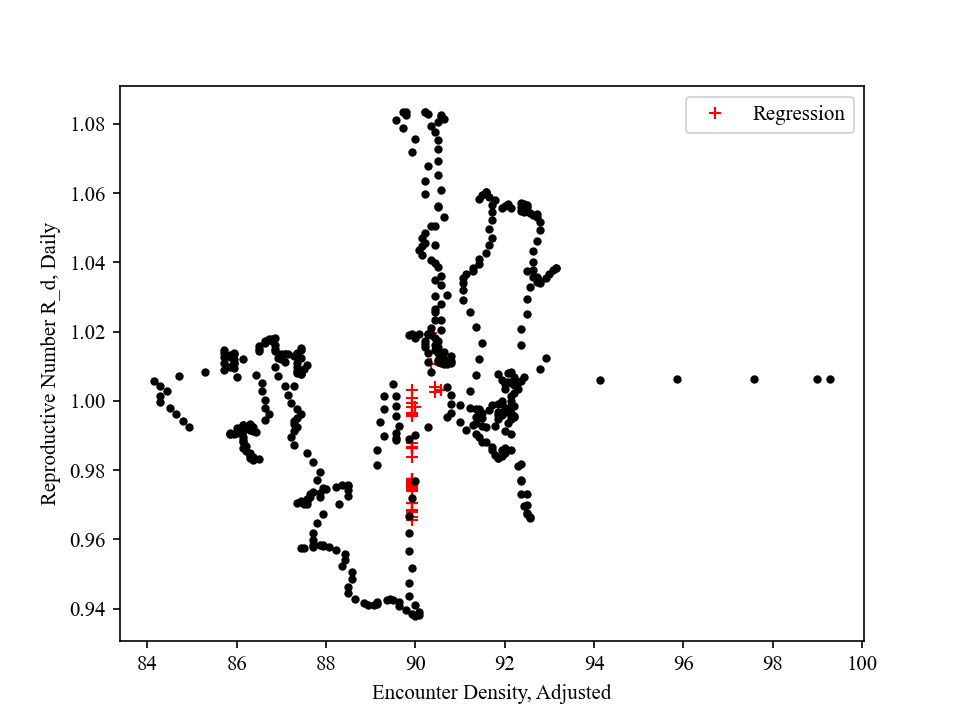 Regression
1.08
1.06
1.04
1.02
1.00
0.98
0.96
0.94
Reproductive Number R_d, Daily
84 86 88 90 92 94 96 98 100
Encounter Density, Adjusted